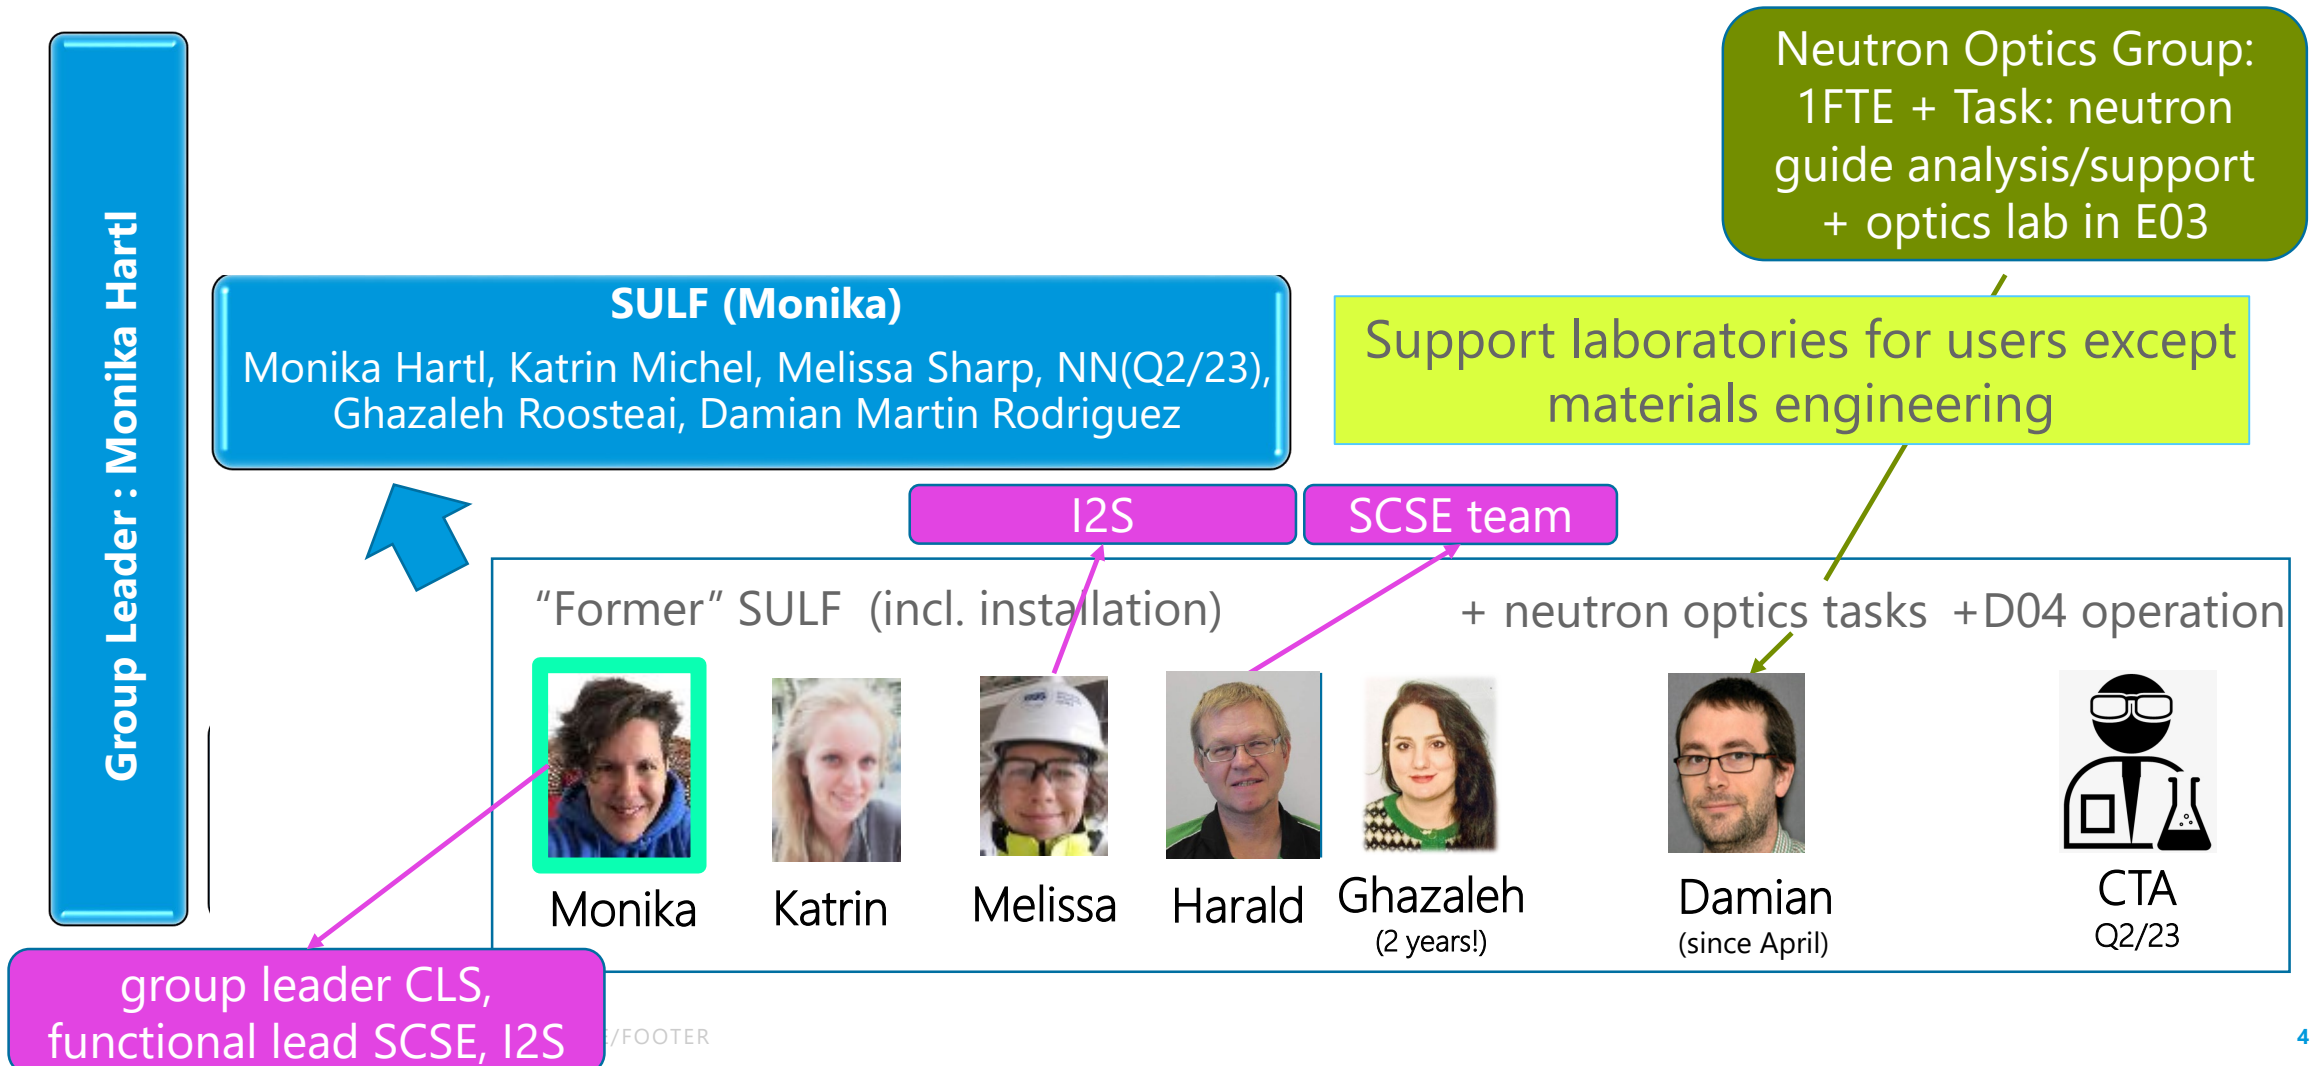 Neutron Optics Group:
1FTE + Task: neutron
guide analysis/support
+ optics lab in E03
Group Leader : Monika Hartl
SULF (Monika)
Monika Hartl, Katrin Michel, Melissa Sharp, NN(Q2/23),
Ghazaleh Roosteai, Damian Martin Rodriguez
Support laboratories for users except
materials engineering
I2S
SCSE team
“Former” SULF (incl. installation)
+ neutron optics tasks +D04 operation
Monika
Katrin
Melissa
Harald
Ghazaleh
(2 years!)
Damian
(since April)
CTA
Q2/23
group leader CLS,
functional lead SCSE, I2S
/FOOTER
4